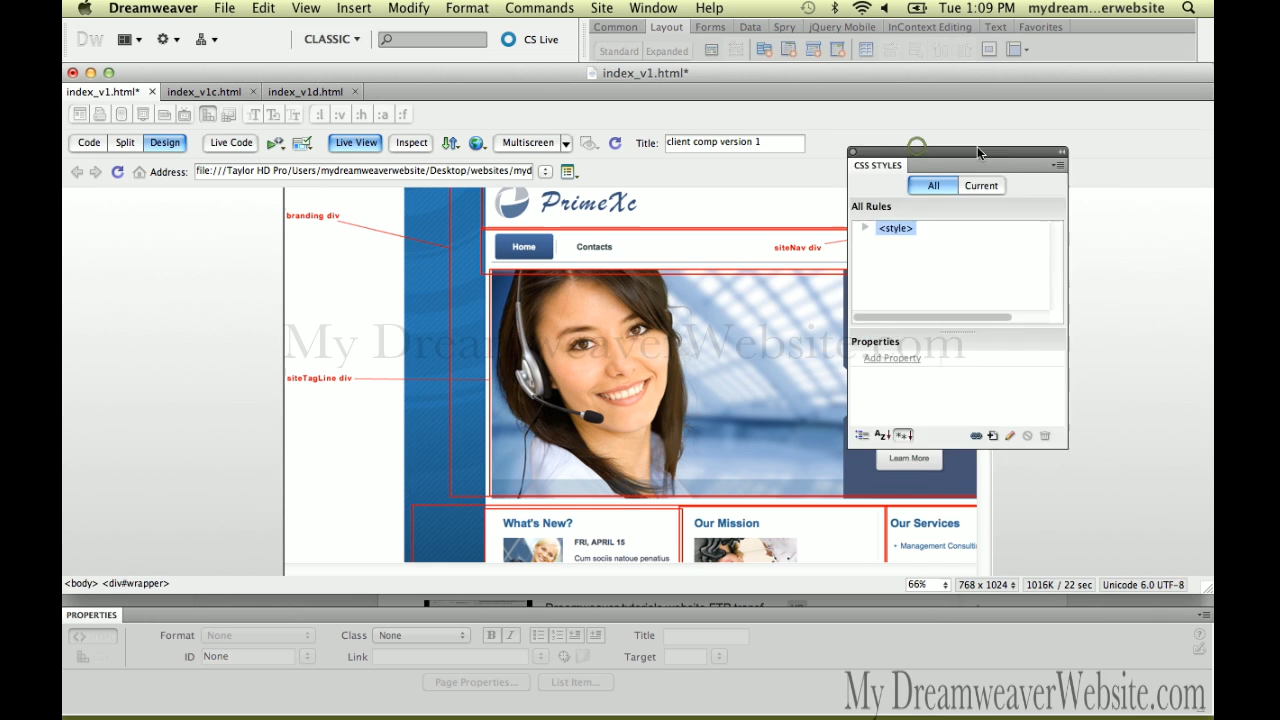 Dreamweaver File Edit View Insert Modify Format Commands Site Window Help Tue 1:09 PM mydream...erwebsite
Dw CLASSIC CS Live Common Layout Forms Data Spry jQuery Mobile InContext Editing Text Favorites
Standard Expanded
index_v1.html*
index_v1.html* index_v1c.html index_v1d.html
:l :v :h :a :f
Code Split Design Live Code Live View Inspect Multiscreen Title: client comp version 1
Address: file:///Taylor HD Pro/Users/mydreamweaverwebsite/Desktop/websites/myd
CSS STYLES
All Current
All Rules
<style>
Properties
Add Property
branding div
PrimeXc
Home Contacts siteNav div
My DreamweaverWebsite.com
siteTagLine div
Learn More
What's New? Our Mission Our Services
FRI, APRIL 15
Cum sociis natoue penatius
• Management Consulti
<body> <div#wrapper> 66% 768 x 1024 1016K / 22 sec Unicode 6.0 UTF-8
PROPERTIES
Format None Class None B I Title
ID None Link Target
Page Properties... List Item...
My DreamweaverWebsite.com